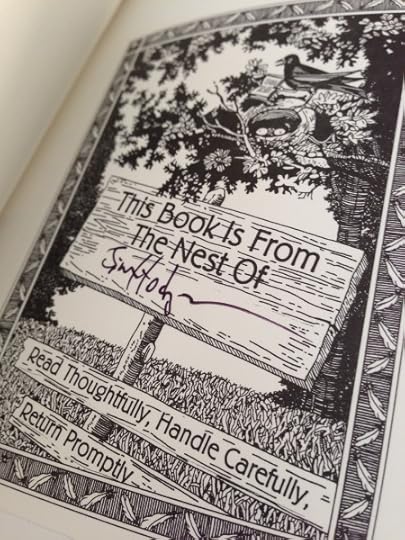 This Book Is From
The Nest Of
Read Thoughtfully, Handle Carefully,
Return Promptly